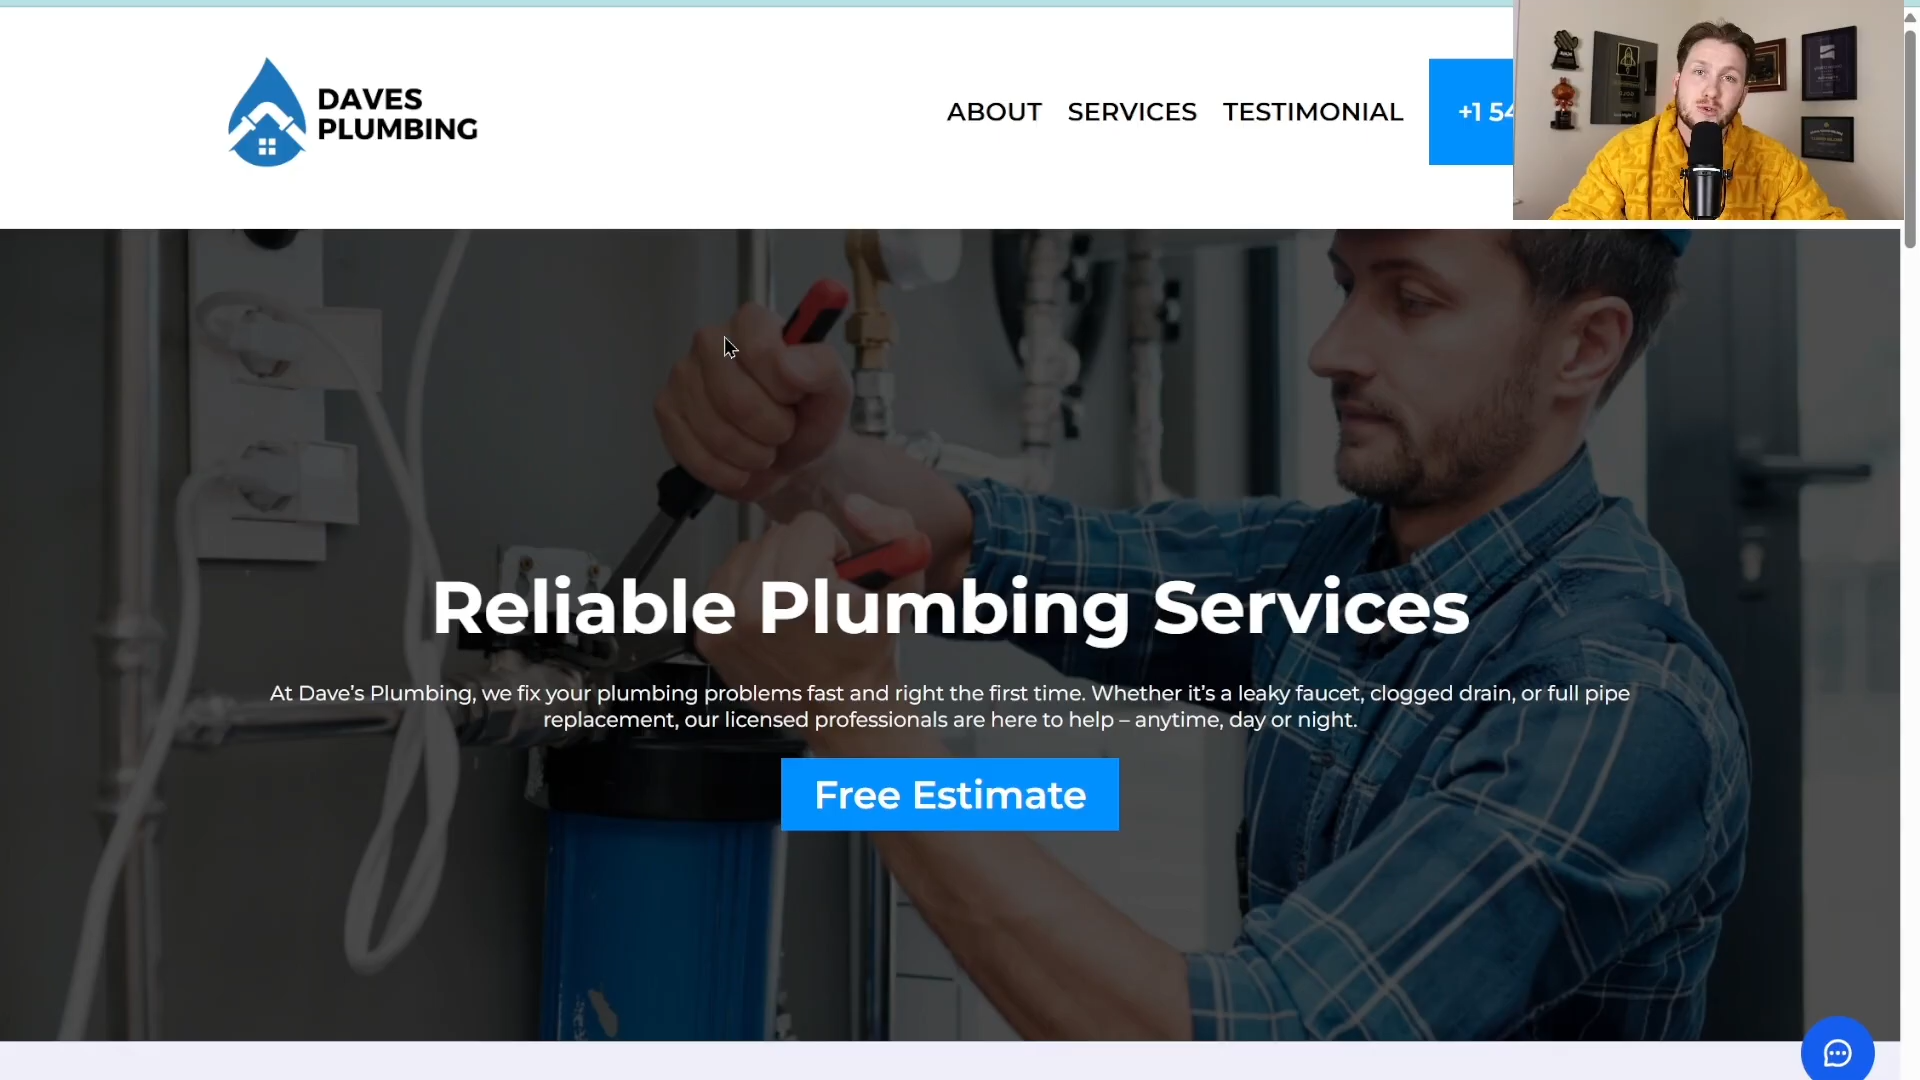 DAVES
PLUMBING
ABOUT SERVICES TESTIMONIAL
+1 54
Reliable Plumbing Services
At Dave's Plumbing, we fix your plumbing problems fast and right the first time. Whether it's a leaky faucet, clogged drain, or full pipe
replacement, our licensed professionals are here to help – anytime, day or night.
Free Estimate